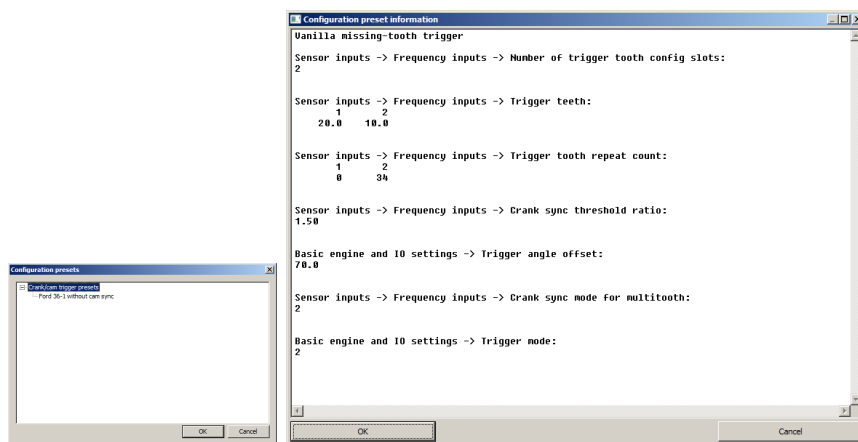 Configuration presets
Crank/cam trigger presets
Ford 36-1 without cam sync
OK Cancel
Configuration preset information
Vanilla missing-tooth trigger
Sensor inputs -> Frequency inputs -> Number of trigger tooth config slots:
2
Sensor inputs -> Frequency inputs -> Trigger teeth:
1 2
20.0 10.0
Sensor inputs -> Frequency inputs -> Trigger tooth repeat count:
1 2
0 34
Sensor inputs -> Frequency inputs -> Crank sync threshold ratio:
1.50
Basic engine and IO settings -> Trigger angle offset:
70.0
Sensor inputs -> Frequency inputs -> Crank sync mode for multitooth:
2
Basic engine and IO settings -> Trigger mode:
2
OK Cancel